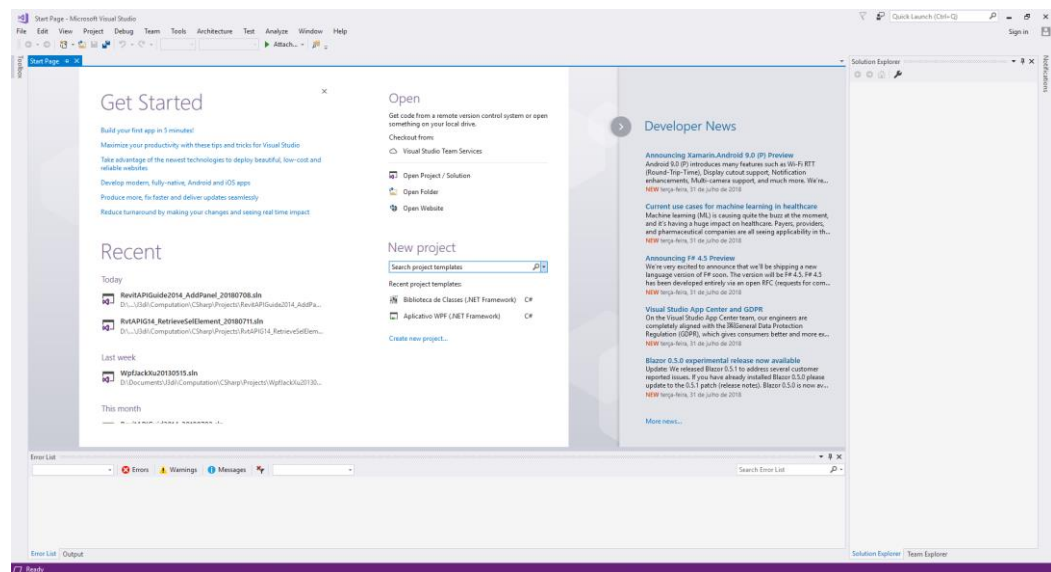 Start Page - Microsoft Visual Studio
Quick Launch (Ctrl+Q)
File Edit View Project Debug Team Tools Architecture Test Analyze Window Help
Sign in
Attach...
Toolbox
Start Page
Solution Explorer
Notifications
Get Started
Build your first app in 5 minutes!
Maximize your productivity with these tips and tricks for Visual Studio
Take advantage of the newest technologies to deploy beautiful, low-cost and
reliable websites
Develop modern, fully-native, Android and iOS apps
Produce more, fix faster and deliver updates seamlessly
Reduce turnaround by making your changes and seeing real time impact
Recent
Today
RevitAPIGuide2014_AddPanel_20180708.sln
D:\...\J3di\Computation\CSharp\Projects\RevitAPIGuide2014_AddPa...
RvtAPIG14_RetrieveSelElement_20180711.sln
D:\...\J3di\Computation\CSharp\Projects\RvtAPIG14_RetrieveSelElem...
Last week
WpfJackXu20130515.sln
D:\Documents\J3di\Computation\CSharp\Projects\WpfJackXu20130...
This month
Open
Get code from a remote version control system or open
something on your local drive.
Checkout from:
Visual Studio Team Services
Open Project / Solution
Open Folder
Open Website
New project
Search project templates
Recent project templates:
Biblioteca de Classes (.NET Framework) C#
Aplicativo WPF (.NET Framework) C#
Create new project...
Developer News
Announcing Xamarin.Android 9.0 (P) Preview
Android 9.0 (P) introduces many features such as Wi-Fi RTT
(Round-Trip-Time), Display cutout support, Notification
enhancements, Multi-camera support, and much more. We're...
NEW terça-feira, 31 de julho de 2018
Current use cases for machine learning in healthcare
Machine learning (ML) is causing quite the buzz at the moment,
and it's having a huge impact on healthcare. Payers, providers,
and pharmaceutical companies are all seeing applicability in th...
NEW terça-feira, 31 de julho de 2018
Announcing F# 4.5 Preview
We're very excited to announce that we'll be shipping a new
language version of F# soon. The version will be F# 4.5. F# 4.5
has been developed entirely via an open RFC (requests for com...
NEW terça-feira, 31 de julho de 2018
Visual Studio App Center and GDPR
On the Visual Studio App Center team, our engineers are
completely aligned with the General Data Protection
Regulation (GDPR), which gives consumers better and more ex...
NEW terça-feira, 31 de julho de 2018
Blazor 0.5.0 experimental release now available
Update: We released Blazor 0.5.1 to address several customer
reported issues. If you have already installed Blazor 0.5.0 please
update to the 0.5.1 patch (release notes). Blazor 0.5.0 is now av...
NEW terça-feira, 31 de julho de 2018
More news...
Error List
Errors Warnings Messages
Search Error List
Error List Output
Solution Explorer Team Explorer
Ready